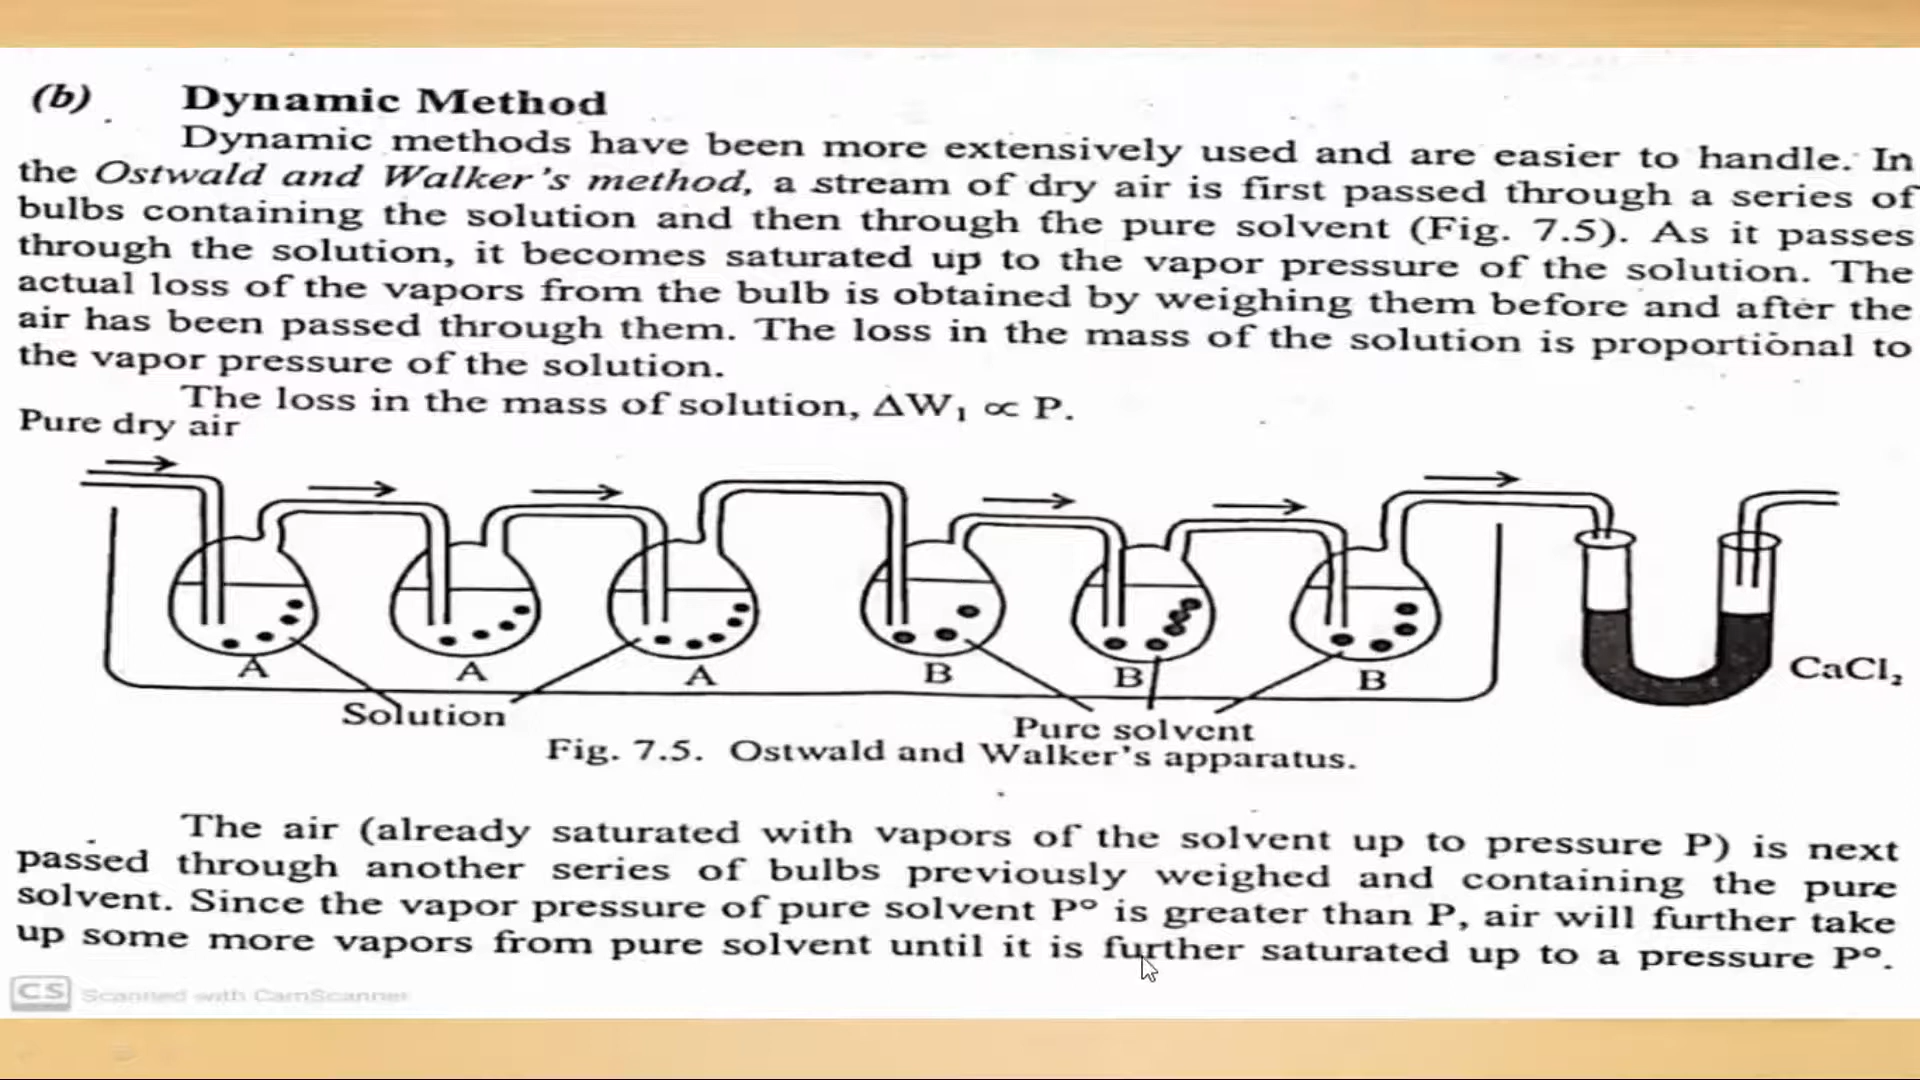 (b) Dynamic Method
Dynamic methods have been more extensively used and are easier to handle. In
the Ostwald and Walker's method, a stream of dry air is first passed through a series of
bulbs containing the solution and then through the pure solvent (Fig. 7.5). As it passes
through the solution, it becomes saturated up to the vapor pressure of the solution. The
actual loss of the vapors from the bulb is obtained by weighing them before and after the
air has been passed through them. The loss in the mass of the solution is proportional to
the vapor pressure of the solution.
The loss in the mass of solution, ΔW₁ ∝ P.
Pure dry air
A A A B B B
CaCl₂
Solution
Pure solvent
Fig. 7.5. Ostwald and Walker's apparatus.
The air (already saturated with vapors of the solvent up to pressure P) is next
passed through another series of bulbs previously weighed and containing the pure
solvent. Since the vapor pressure of pure solvent P° is greater than P, air will further take
up some more vapors from pure solvent until it is further saturated up to a pressure P°.
CS Scanned with CamScanner